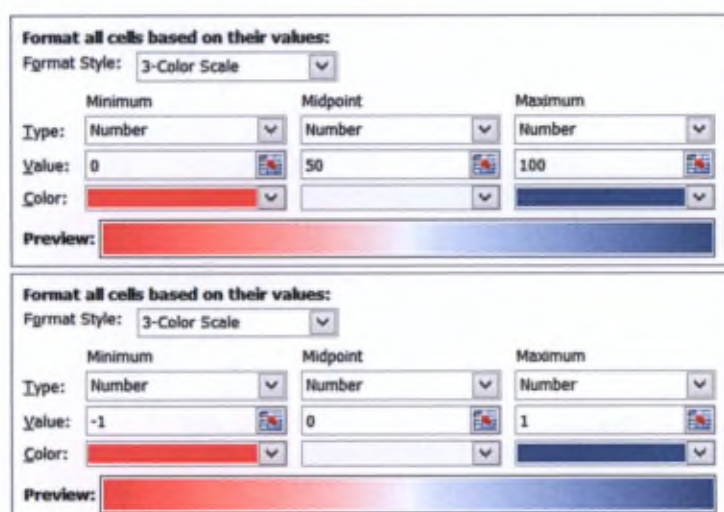 Format all cells based on their values:
Format Style: 3-Color Scale
Minimum Midpoint Maximum
Type: Number Number Number
Value: 0 50 100
Color:
Preview:
Format all cells based on their values:
Format Style: 3-Color Scale
Minimum Midpoint Maximum
Type: Number Number Number
Value: -1 0 1
Color:
Preview: